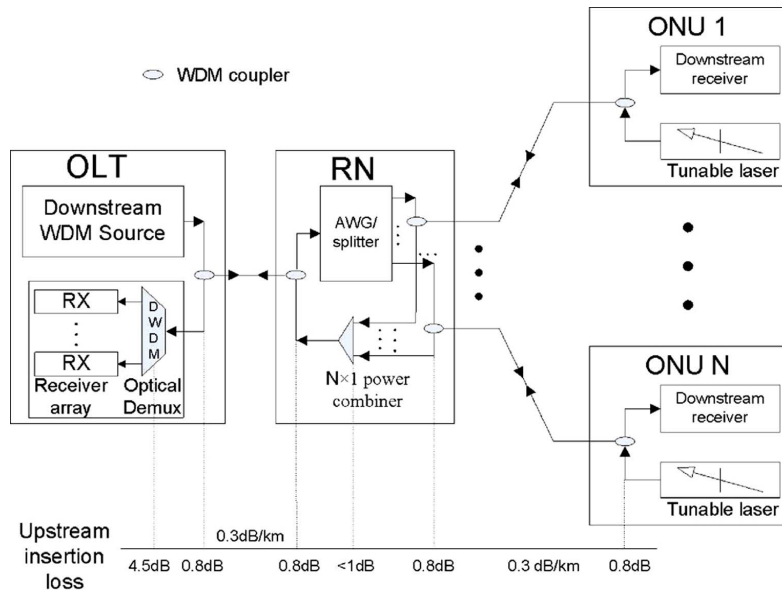 WDM coupler
OLT
Downstream
WDM Source
RX
RX
Receiver
array
D
W
D
M
Optical
Demux
RN
AWG/
splitter
N×1 power
combiner
ONU 1
Downstream
receiver
Tunable laser
ONU N
Downstream
receiver
Tunable laser
Upstream
insertion
loss
0.3dB/km
4.5dB 0.8dB 0.8dB <1dB 0.8dB 0.3 dB/km 0.8dB